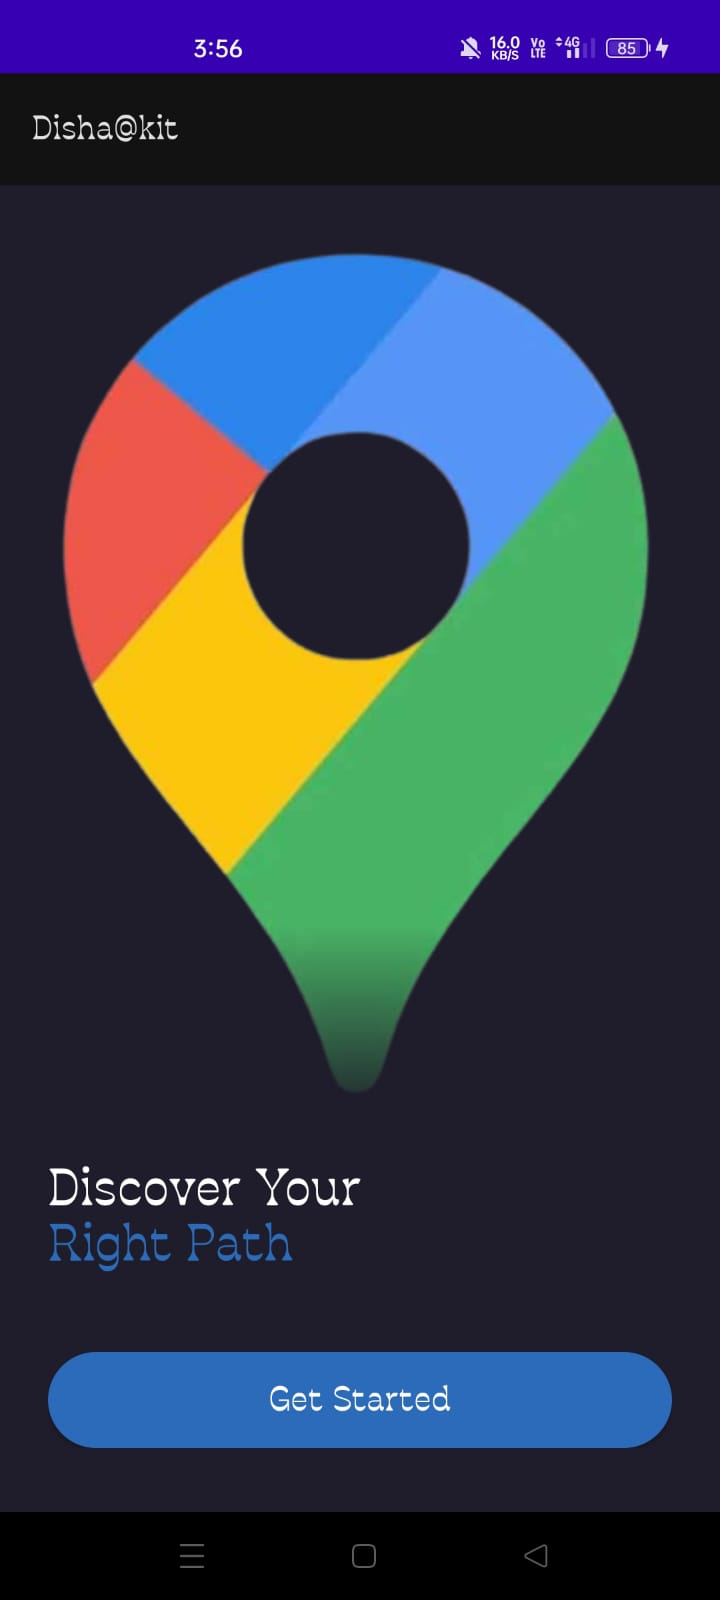 3:56
16.0
KB/S
Vo
LTE
4G
85
Disha@kit
Discover Your
Right Path
Get Started